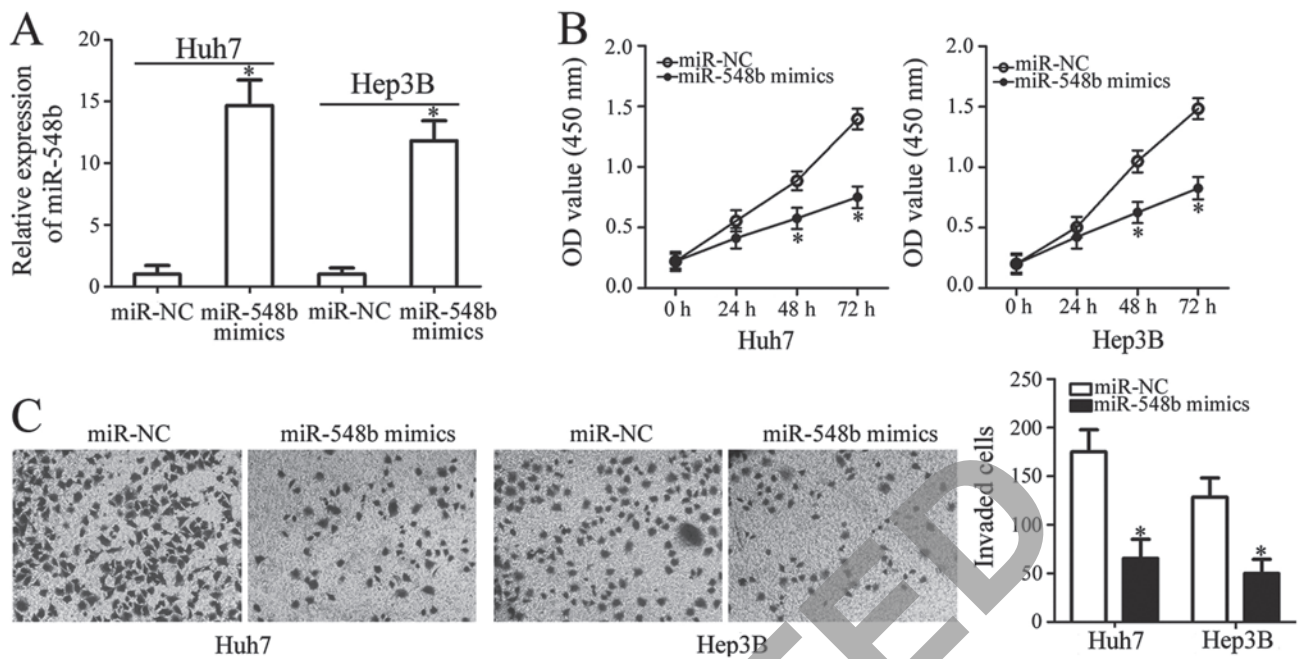 A
Relative expression
of miR-548b
20
15
10
5
0
Huh7
*
Hep3B
*
miR-NC
miR-548b
mimics
miR-NC
miR-548b
mimics
B
OD value (450 nm)
2.0
1.5
1.0
0.5
0.0
miR-NC
miR-548b mimics
*
*
0 h
24 h
48 h
72 h
Huh7
OD value (450 nm)
2.0
1.5
1.0
0.5
0.0
miR-NC
miR-548b mimics
*
*
0 h
24 h
48 h
72 h
Hep3B
C
miR-NC
miR-548b mimics
miR-NC
miR-548b mimics
Huh7
Hep3B
Invaded cells
250
200
150
100
50
0
miR-NC
miR-548b mimics
*
*
Huh7
Hep3B
TED